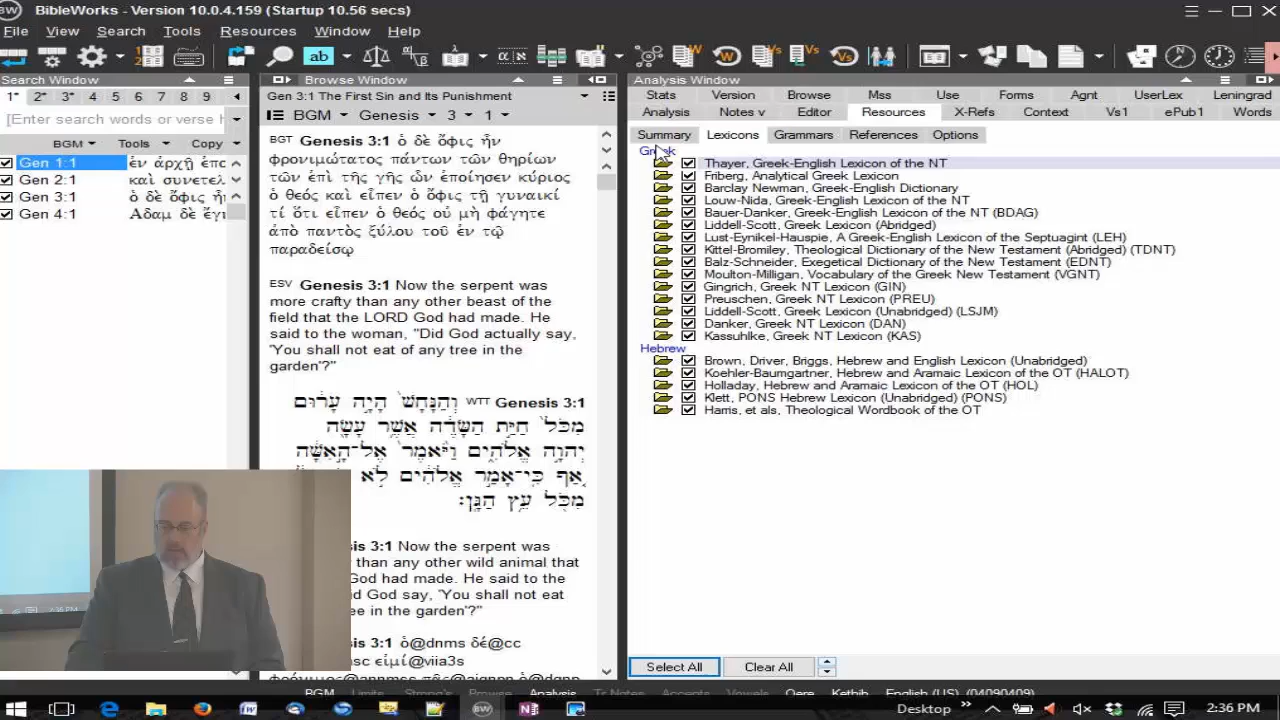 BibleWorks - Version 10.0.4.159 (Startup 10.56 secs)
File View Search Tools Resources Window Help
Search Window
1* 2* 3* 4 5 6 7 8 9
[Enter search words or verse
BGM Tools Copy
Gen 1:1 ἐν ἀρχῇ ἐπο
Gen 2:1 καὶ συνετελ
Gen 3:1 ὁ δὲ ὄφις ἦ
Gen 4:1 Αδαμ δὲ ἔγι
Browse Window
Gen 3:1 The First Sin and Its Punishment
BGM Genesis 3 1
BGT Genesis 3:1 ὁ δὲ ὄφις ἦν
φρονιμώτατος πάντων τῶν θηρίων
τῶν ἐπὶ τῆς γῆς ὧν ἐποίησεν κύριος
ὁ θεός καὶ εἶπεν ὁ ὄφις τῇ γυναικί
τί ὅτι εἶπεν ὁ θεός οὐ μὴ φάγητε
ἀπὸ παντὸς ξύλου τοῦ ἐν τῷ
παραδείσῳ
ESV Genesis 3:1 Now the serpent was
more crafty than any other beast of the
field that the LORD God had made. He
said to the woman, "Did God actually say,
'You shall not eat of any tree in the
garden'?"
WTT Genesis 3:1 וְהַנָּחָשׁ֙ הָיָ֣ה עָר֔וּם
מִכֹּל֙ חַיַּ֣ת הַשָּׂדֶ֔ה אֲשֶׁ֥ר עָשָׂ֖ה
יְהוָ֣ה אֱלֹהִ֑ים וַיֹּ֙אמֶר֙ אֶל־הָ֣אִשָּׁ֔ה
אַ֚ף כִּֽי־אָמַ֣ר אֱלֹהִ֔ים לֹ֣א
מִכֹּ֖ל עֵ֥ץ הַגָּֽן׃
sis 3:1 Now the serpent was
than any other wild animal that
God had made. He said to the
d God say, 'You shall not eat
ee in the garden'?"
sis 3:1 ὁ@dnms δέ@cc
sc εἰμί@viia3s
Analysis Window
Stats Version Browse Mss Use Forms Agnt UserLex Leningrad
Analysis Notes v Editor Resources X-Refs Context Vs1 ePub1 Words
Summary Lexicons Grammars References Options
Greek
Thayer, Greek-English Lexicon of the NT
Friberg, Analytical Greek Lexicon
Barclay Newman, Greek-English Dictionary
Louw-Nida, Greek-English Lexicon of the NT
Bauer-Danker, Greek-English Lexicon of the NT (BDAG)
Liddell-Scott, Greek Lexicon (Abridged)
Lust-Eynikel-Hauspie, A Greek-English Lexicon of the Septuagint (LEH)
Kittel-Bromiley, Theological Dictionary of the New Testament (Abridged) (TDNT)
Balz-Schneider, Exegetical Dictionary of the New Testament (EDNT)
Moulton-Milligan, Vocabulary of the Greek New Testament (VGNT)
Gingrich, Greek NT Lexicon (GIN)
Preuschen, Greek NT Lexicon (PREU)
Liddell-Scott, Greek Lexicon (Unabridged) (LSJM)
Danker, Greek NT Lexicon (DAN)
Kassuhlke, Greek NT Lexicon (KAS)
Hebrew
Brown, Driver, Briggs, Hebrew and English Lexicon (Unabridged)
Koehler-Baumgartner, Hebrew and Aramaic Lexicon of the OT (HALOT)
Holladay, Hebrew and Aramaic Lexicon of the OT (HOL)
Klett, PONS Hebrew Lexicon (Unabridged) (PONS)
Harris, et als, Theological Wordbook of the OT
Select All Clear All
BGM Limits Strong's Browse Analysis Tr Notes Accents Vowels Qere Kethib English (US) (04090409)
Desktop 2:36 PM